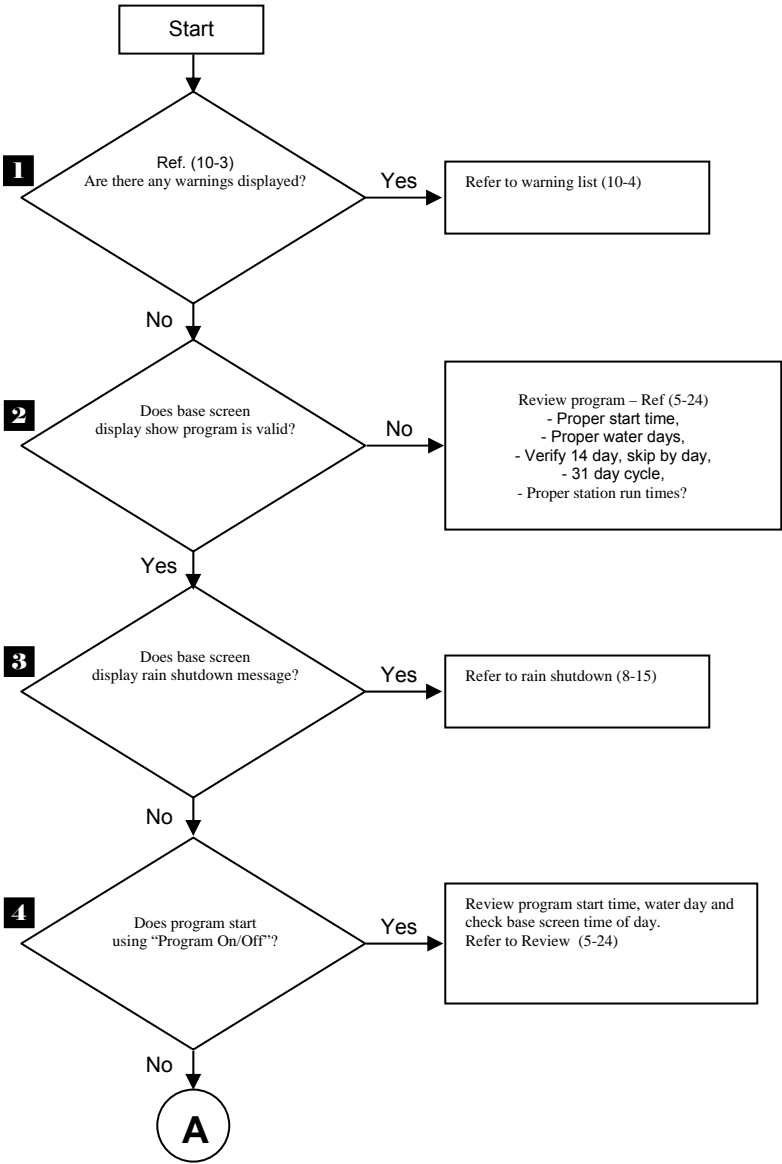 Start
1
Ref. (10-3)
Are there any warnings displayed?
Yes
Refer to warning list (10-4)
No
2
Does base screen
display show program is valid?
No
Review program – Ref (5-24)
- Proper start time,
- Proper water days,
- Verify 14 day, skip by day,
- 31 day cycle,
- Proper station run times?
Yes
3
Does base screen
display rain shutdown message?
Yes
Refer to rain shutdown (8-15)
No
4
Does program start
using “Program On/Off”?
Yes
Review program start time, water day and
check base screen time of day.
Refer to Review (5-24)
No
A